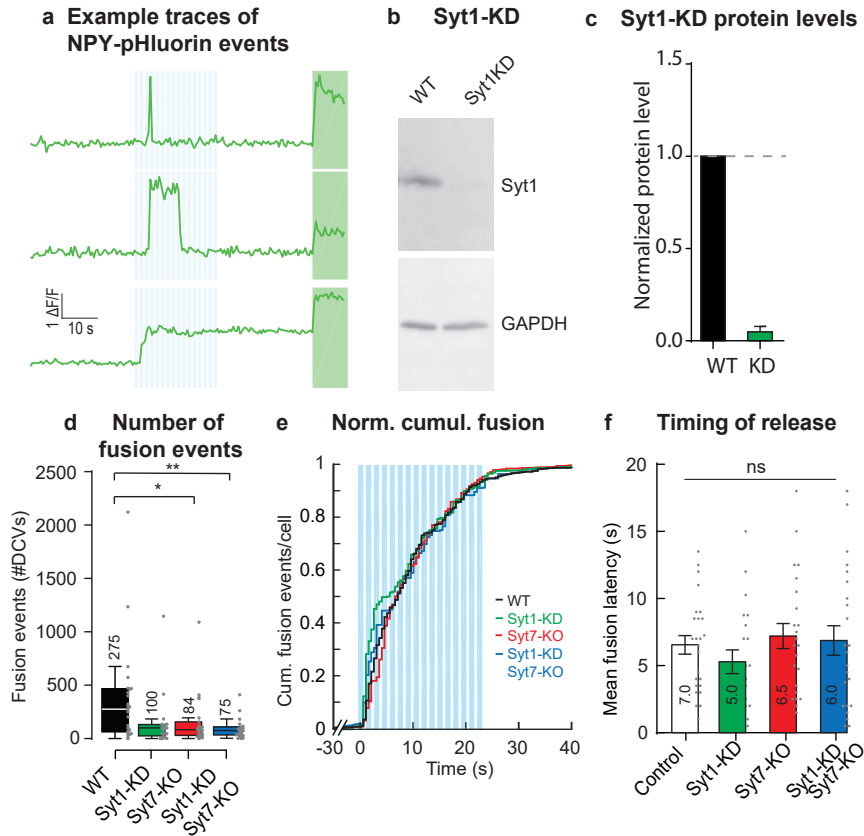 a Example traces of
NPY-pHluorin events
1 ΔF/F
10 s
b Syt1-KD
WT
Syt1KD
Syt1
GAPDH
c Syt1-KD protein levels
Normalized protein level
1.5
1.0
0.5
0.0
WT KD
d Number of
fusion events
Fusion events (#DCVs)
2500
2000
1500
1000
500
0
**
*
275
100
84
75
WT
Syt1-KD
Syt7-KO
Syt1-KD
Syt7-KO
e Norm. cumul. fusion
Cum. fusion events/cell
1
0.8
0.6
0.4
0.2
0
WT
Syt1-KD
Syt7-KO
Syt1-KD
Syt7-KO
-30 0 10 20 30 40
Time (s)
f Timing of release
Mean fusion latency (s)
20
15
10
5
0
ns
7.0
5.0
6.5
6.0
Control
Syt1-KD
Syt7-KO
Syt1-KD
Syt7-KO